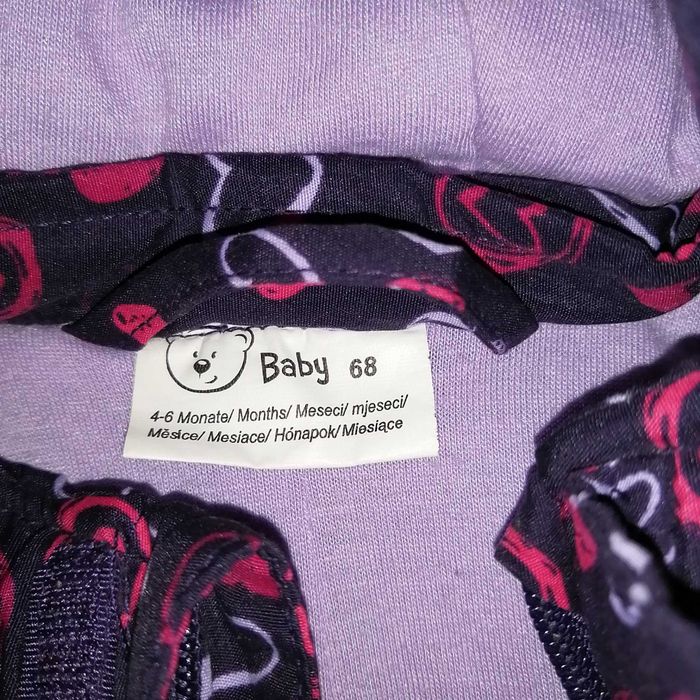 Baby 68
4-6 Monate/ Months/ Meseci/ mjeseci/
Měsíce/ Mesiace/ Hónapok/ Miesiące